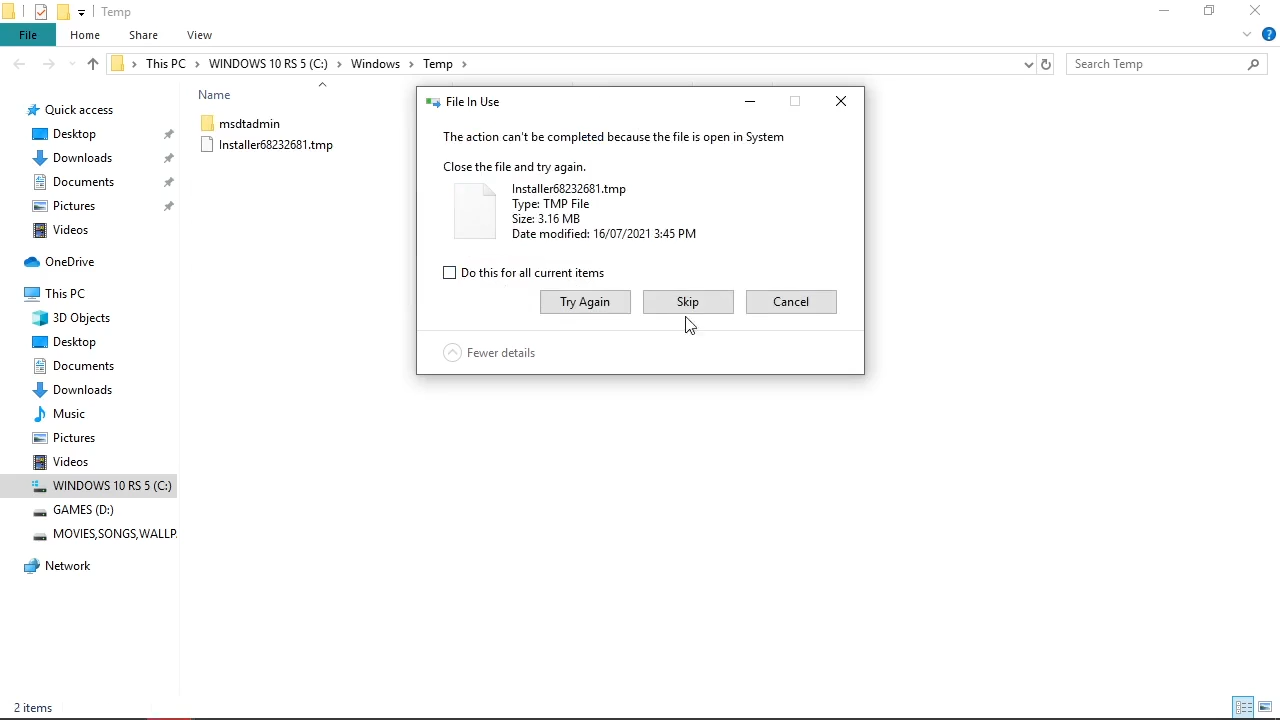 Temp
File Home Share View
This PC WINDOWS 10 RS 5 (C:) Windows Temp
Search Temp
Name
Quick access
Desktop
Downloads
Documents
Pictures
Videos
OneDrive
This PC
3D Objects
Desktop
Documents
Downloads
Music
Pictures
Videos
WINDOWS 10 RS 5 (C:)
GAMES (D:)
MOVIES,SONGS,WALLP
Network
msdtadmin
Installer68232681.tmp
File In Use
The action can't be completed because the file is open in System
Close the file and try again.
Installer68232681.tmp
Type: TMP File
Size: 3.16 MB
Date modified: 16/07/2021 3:45 PM
Do this for all current items
Try Again Skip Cancel
Fewer details
2 items